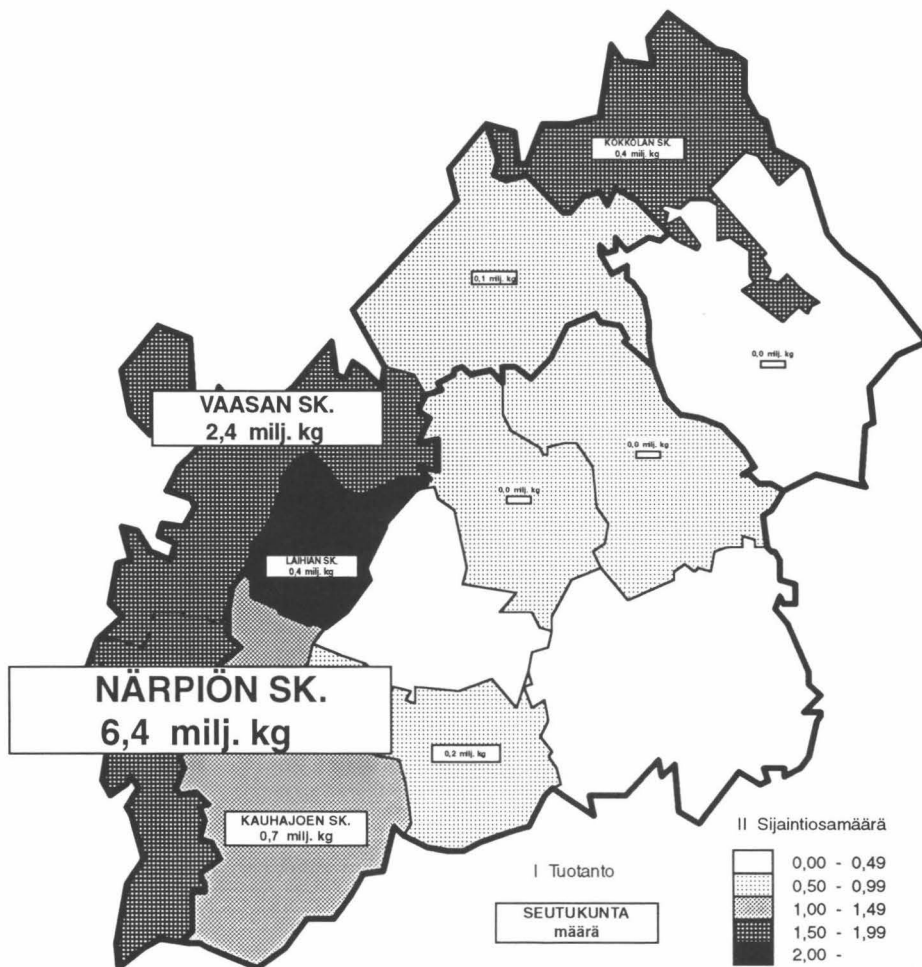 KOKKOLAN SK.
0,4 milj. kg
0,1 milj. kg
0,0 milj. kg
VAASAN SK.
2,4 milj. kg
0,0 milj. kg
0,0 milj. kg
LAIHIAN SK.
0,4 milj. kg
NÄRPIÖN SK.
6,4 milj. kg
0,2 milj. kg
KAUHAJOEN SK.
0,7 milj. kg
I Tuotanto
SEUTUKUNTA
määrä
II Sijaintiosamäärä
0,00 - 0,49
0,50 - 0,99
1,00 - 1,49
1,50 - 1,99
2,00 -